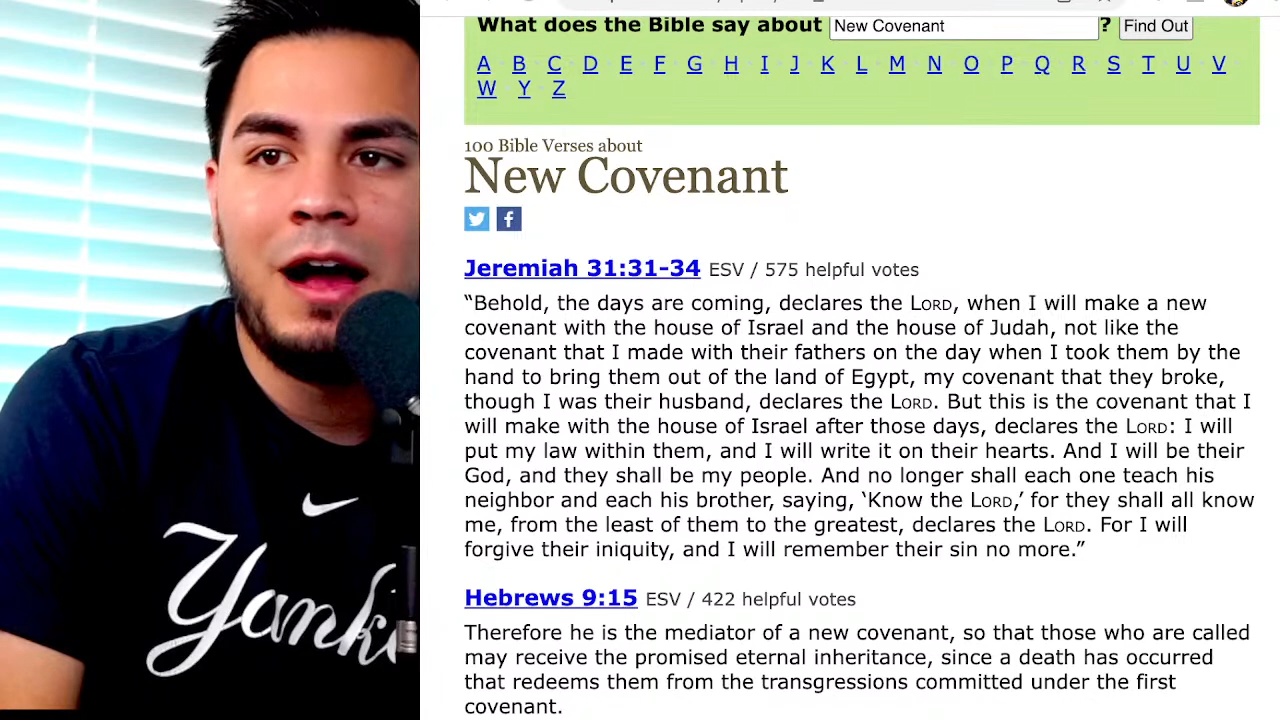 What does the Bible say about New Covenant ? Find Out
A B C D E F G H I J K L M N O P Q R S T U V
W Y Z
100 Bible Verses about
New Covenant
Jeremiah 31:31-34 ESV / 575 helpful votes
“Behold, the days are coming, declares the LORD, when I will make a new
covenant with the house of Israel and the house of Judah, not like the
covenant that I made with their fathers on the day when I took them by the
hand to bring them out of the land of Egypt, my covenant that they broke,
though I was their husband, declares the LORD. But this is the covenant that I
will make with the house of Israel after those days, declares the LORD: I will
put my law within them, and I will write it on their hearts. And I will be their
God, and they shall be my people. And no longer shall each one teach his
neighbor and each his brother, saying, ‘Know the LORD,’ for they shall all know
me, from the least of them to the greatest, declares the LORD. For I will
forgive their iniquity, and I will remember their sin no more.”
Hebrews 9:15 ESV / 422 helpful votes
Therefore he is the mediator of a new covenant, so that those who are called
may receive the promised eternal inheritance, since a death has occurred
that redeems them from the transgressions committed under the first
covenant.
Yank